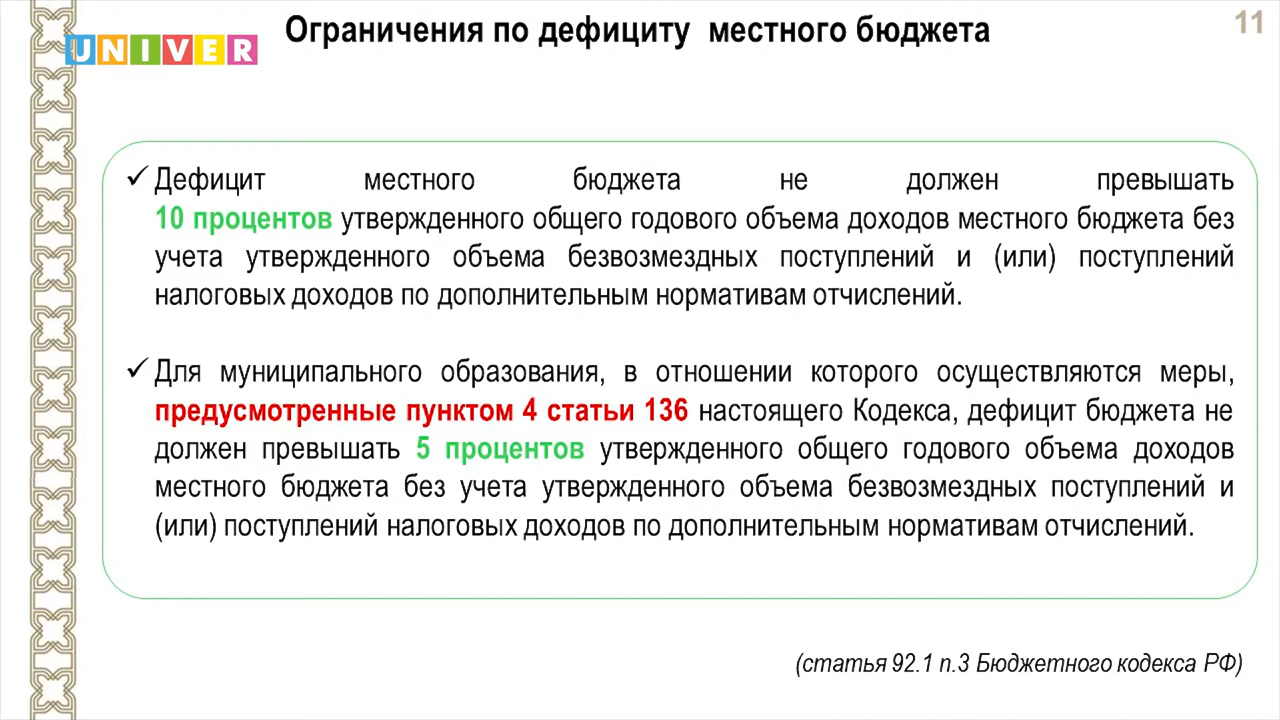 Ограничения по дефициту местного бюджета
11
UNIVER
✓ Дефицит местного бюджета не должен превышать
10 процентов утвержденного общего годового объема доходов местного бюджета без
учета утвержденного объема безвозмездных поступлений и (или) поступлений
налоговых доходов по дополнительным нормативам отчислений.
✓ Для муниципального образования, в отношении которого осуществляются меры,
предусмотренные пунктом 4 статьи 136 настоящего Кодекса, дефицит бюджета не
должен превышать 5 процентов утвержденного общего годового объема доходов
местного бюджета без учета утвержденного объема безвозмездных поступлений и
(или) поступлений налоговых доходов по дополнительным нормативам отчислений.
(статья 92.1 п.3 Бюджетного кодекса РФ)